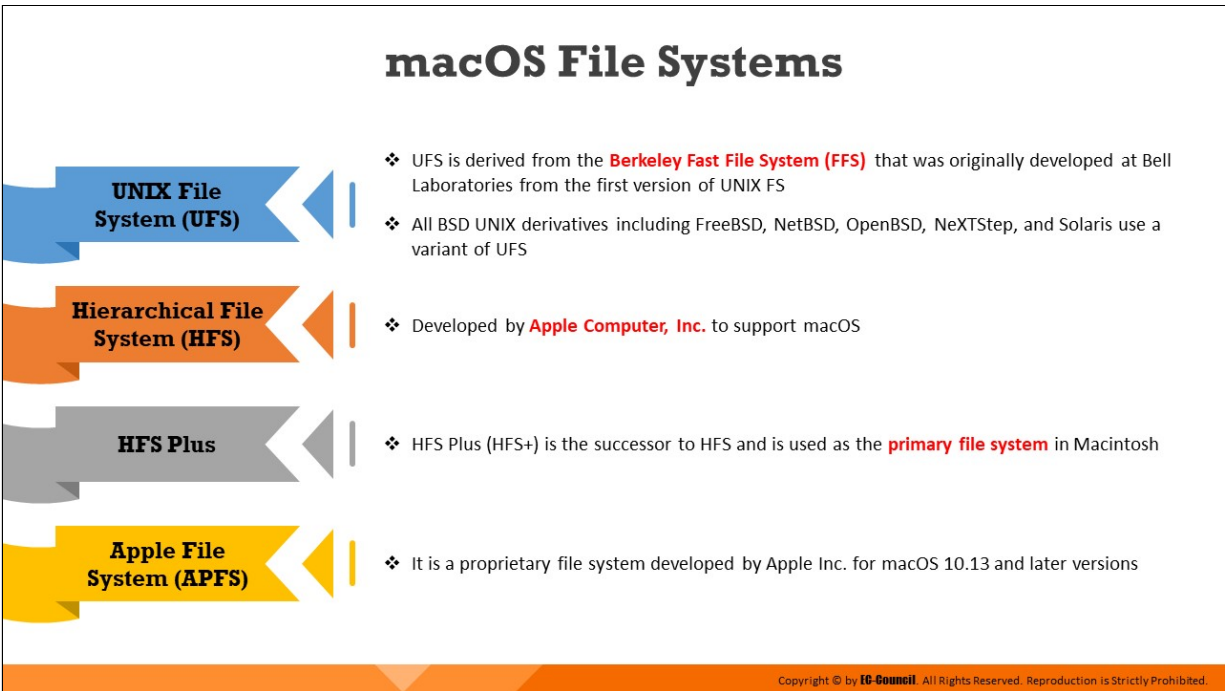 macOS File Systems
UNIX File
System (UFS)
❖ UFS is derived from the Berkeley Fast File System (FFS) that was originally developed at Bell
Laboratories from the first version of UNIX FS
❖ All BSD UNIX derivatives including FreeBSD, NetBSD, OpenBSD, NeXTStep, and Solaris use a
variant of UFS
Hierarchical File
System (HFS)
❖ Developed by Apple Computer, Inc. to support macOS
HFS Plus
❖ HFS Plus (HFS+) is the successor to HFS and is used as the primary file system in Macintosh
Apple File
System (APFS)
❖ It is a proprietary file system developed by Apple Inc. for macOS 10.13 and later versions
Copyright © by EC-Council. All Rights Reserved. Reproduction is Strictly Prohibited.